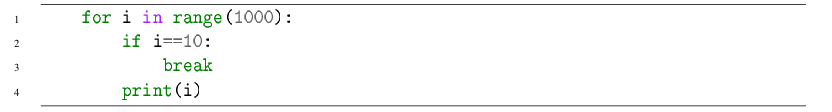 1 for i in range(1000):
2 if i==10:
3 break
4 print(i)